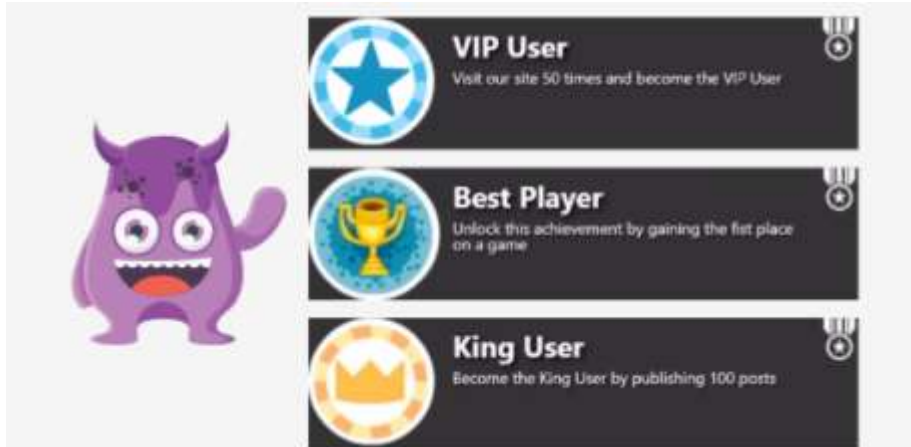 VIP User
Visit our site 50 times and become the VIP User
Best Player
Unlock this achievement by gaining the fist place
on a game
King User
Become the King User by publishing 100 posts